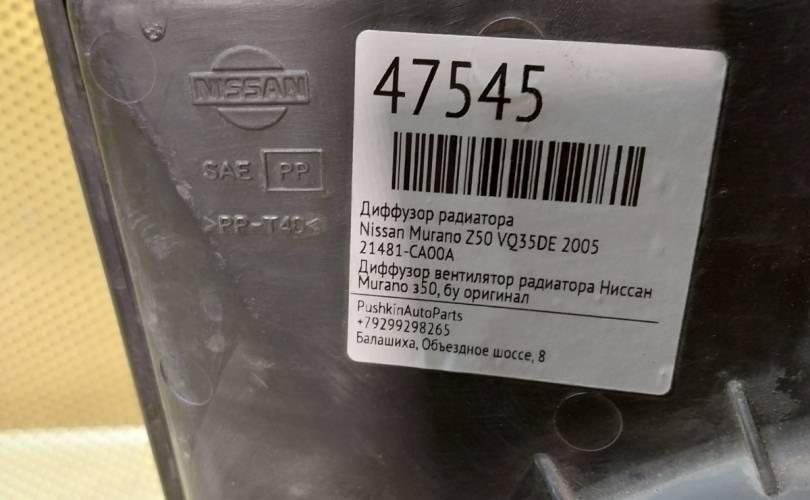 NISSAN
SAE PP
>PP-T40<
47545
Диффузор радиатора
Nissan Murano Z50 VQ35DE 2005
21481-CA00A
Диффузор вентилятор радиатора Ниссан
Murano з50, бу оригинал
PushkinAutoParts
+79299298265
Балашиха, Объездное шоссе, 8